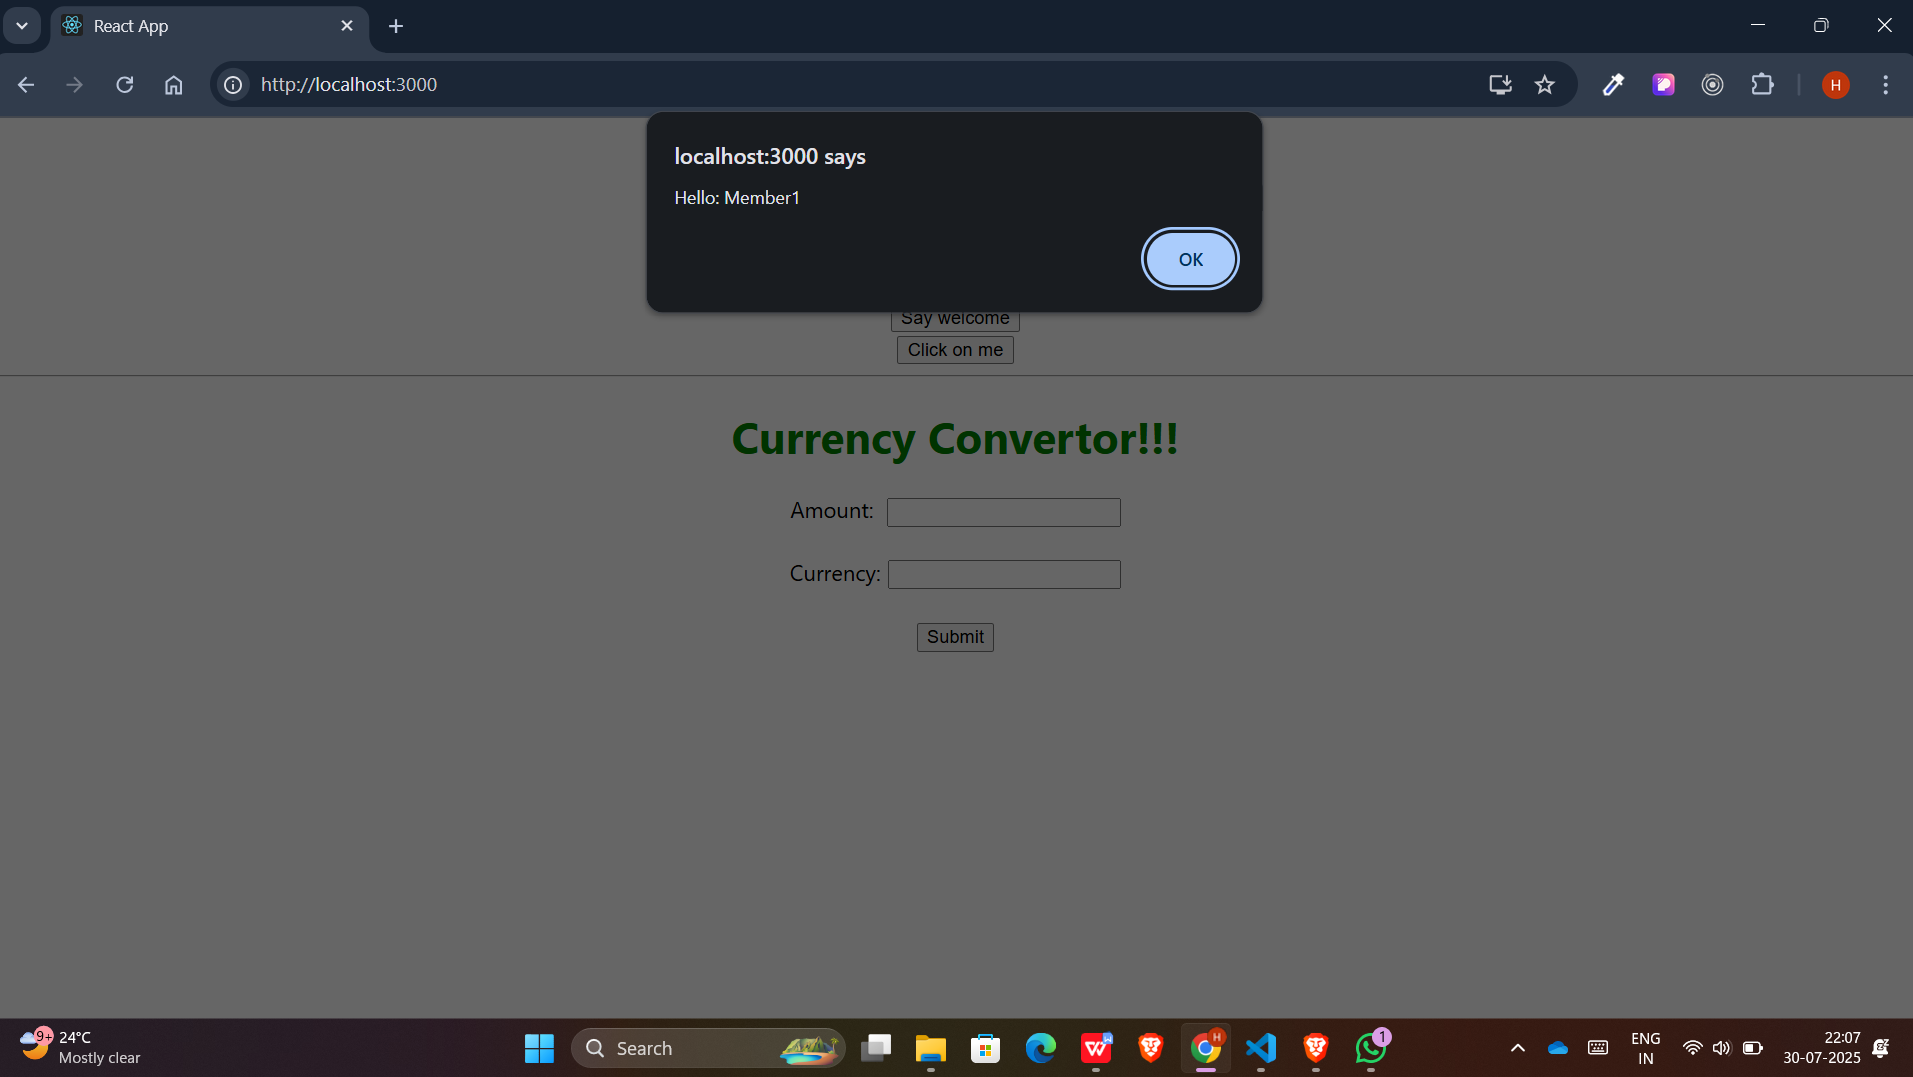 React App
http://localhost:3000
H
localhost:3000 says
Hello: Member1
OK
Say welcome
Click on me
Currency Convertor!!!
Amount:
Currency:
Submit
9+
24°C
Mostly clear
Search
W
H
1
ENG
IN
22:07
30-07-2025